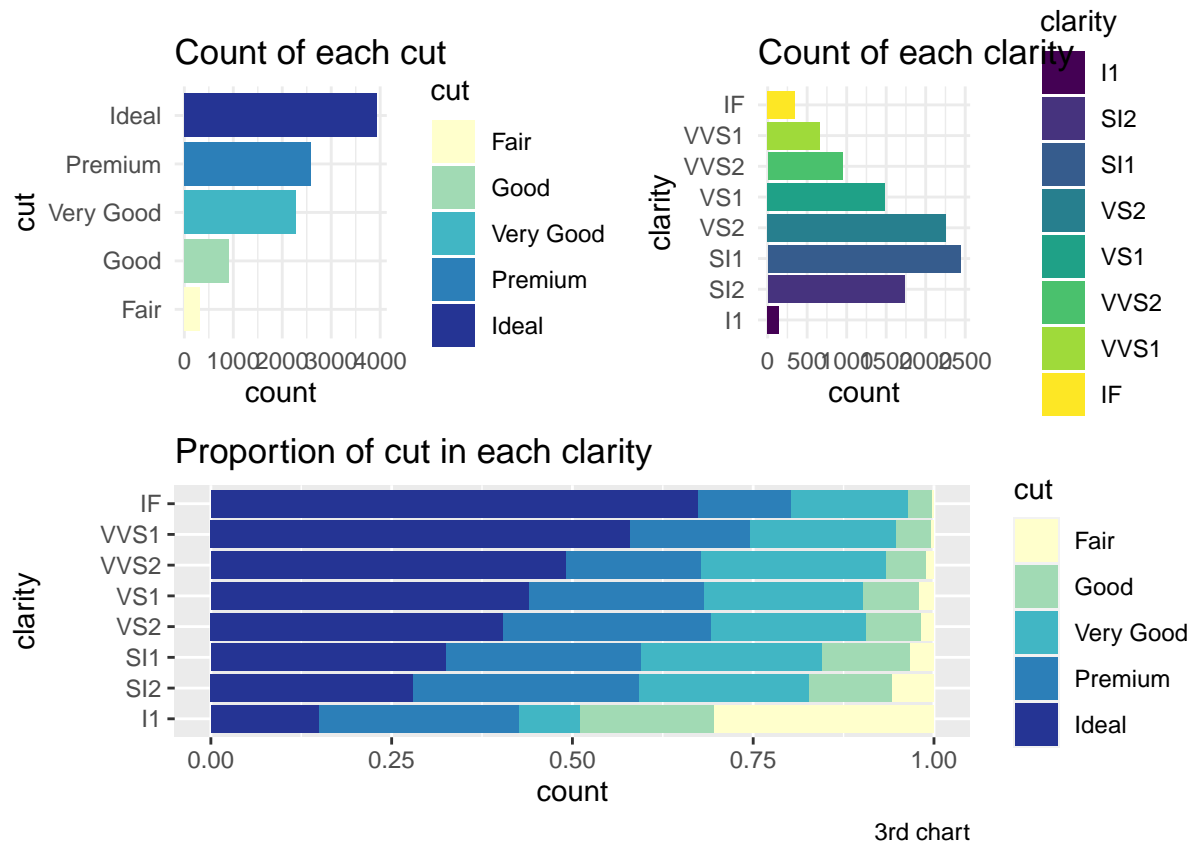 Count of each cut
cut
Ideal
Premium
Very Good
Good
Fair
0 1000 2000 3000 4000
count
cut
Fair
Good
Very Good
Premium
Ideal
Count of each clarity
clarity
IF
VVS1
VVS2
VS1
VS2
SI1
SI2
I1
0 500 1000 1500 2000 2500
count
clarity
I1
SI2
SI1
VS2
VS1
VVS2
VVS1
IF
Proportion of cut in each clarity
clarity
IF
VVS1
VVS2
VS1
VS2
SI1
SI2
I1
0.00 0.25 0.50 0.75 1.00
count
cut
Fair
Good
Very Good
Premium
Ideal
3rd chart